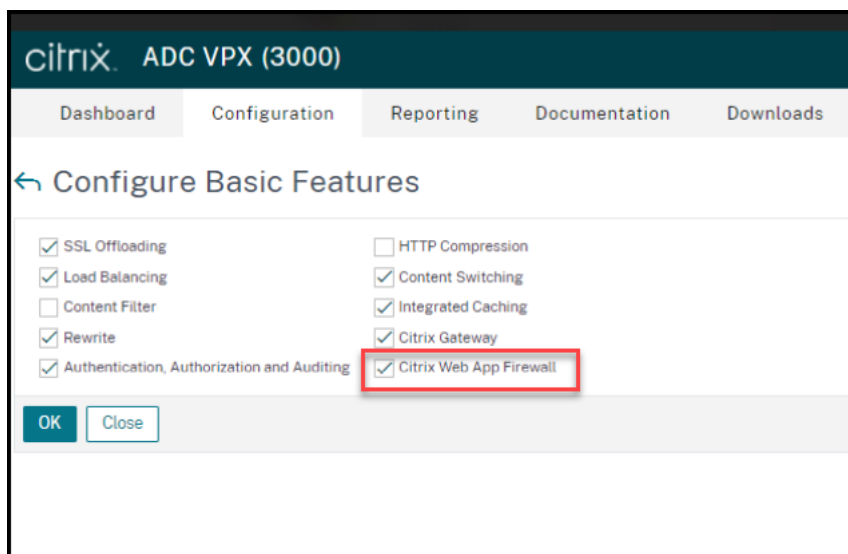 citrix. ADC VPX (3000)
Dashboard Configuration Reporting Documentation Downloads
Configure Basic Features
SSL Offloading HTTP Compression
Load Balancing Content Switching
Content Filter Integrated Caching
Rewrite Citrix Gateway
Authentication, Authorization and Auditing Citrix Web App Firewall
OK Close